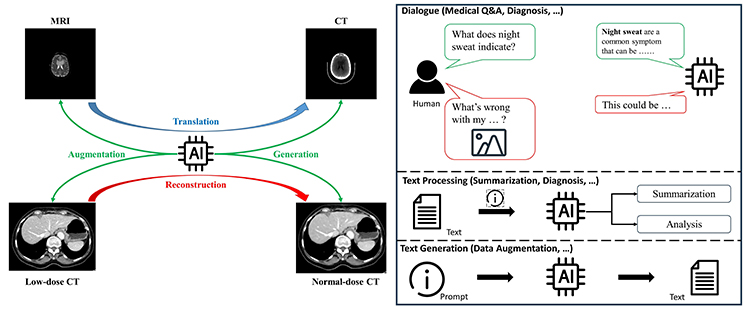 MRI
CT
Translation
AI
Augmentation
Generation
Reconstruction
Low-dose CT
Normal-dose CT
Dialogue (Medical Q&A, Diagnosis, …)
What does night
sweat indicate?
Night sweat are a
common symptom
that can be ……
AI
Human
What's wrong
with my … ?
This could be …
Text Processing (Summarization, Diagnosis, …)
Text
AI
Summarization
Analysis
Text Generation (Data Augmentation, …)
Prompt
AI
Text